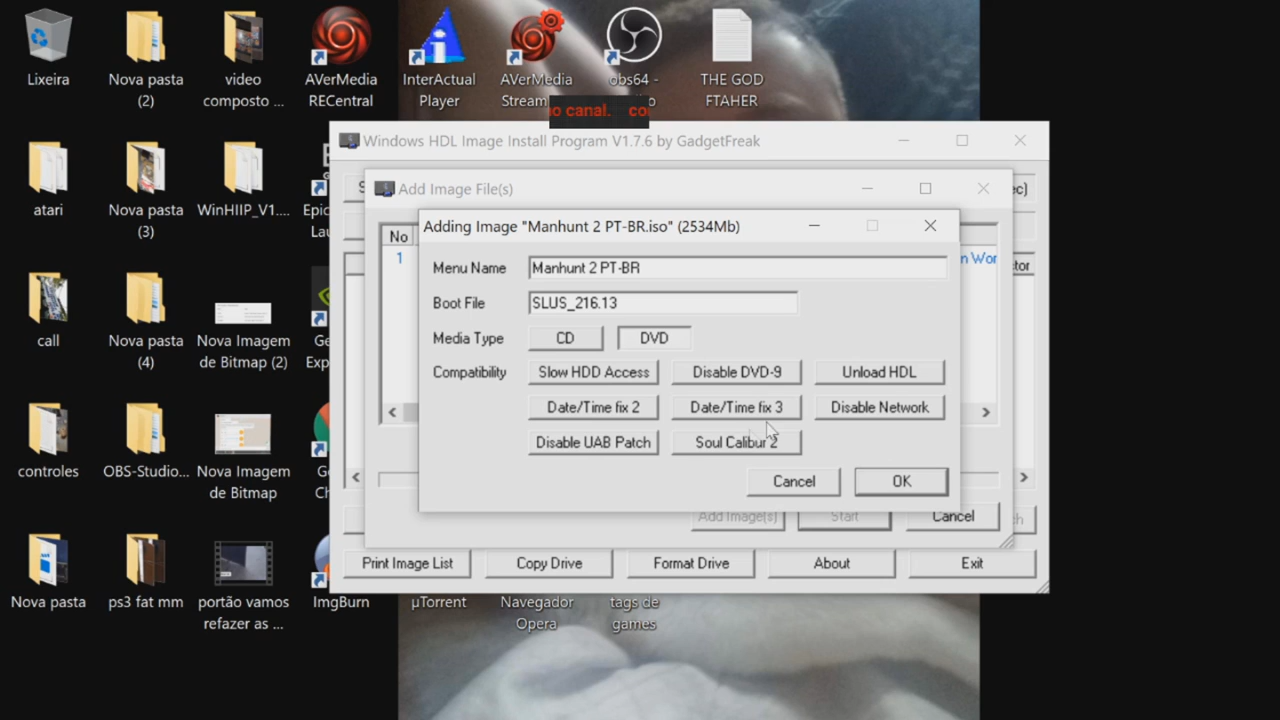 Lixeira
Nova pasta
(2)
video
composto ...
AVerMedia
RECentral
InterActual
Player
AVerMedia
Stream
obs64 -
THE GOD
FTAHER
no canal.
Windows HDL Image Install Program V1.7.6 by GadgetFreak
Add Image File(s)
Adding Image "Manhunt 2 PT-BR.iso" (2534Mb)
No
1
Menu Name
Manhunt 2 PT-BR
Boot File
SLUS_216.13
Media Type
CD
DVD
Compatibility
Slow HDD Access
Disable DVD-9
Unload HDL
Date/Time fix 2
Date/Time fix 3
Disable Network
Disable UAB Patch
Soul Calibur 2
Cancel
OK
Add Image(s)
Start
Cancel
Print Image List
Copy Drive
Format Drive
About
Exit
atari
Nova pasta
(3)
WinHIIP_V1....
Epic
call
Nova pasta
(4)
Nova Imagem
de Bitmap (2)
controles
OBS-Studio...
Nova Imagem
de Bitmap
Nova pasta
ps3 fat mm
portão vamos
refazer as ...
ImgBurn
µTorrent
Navegador
Opera
tags de
games